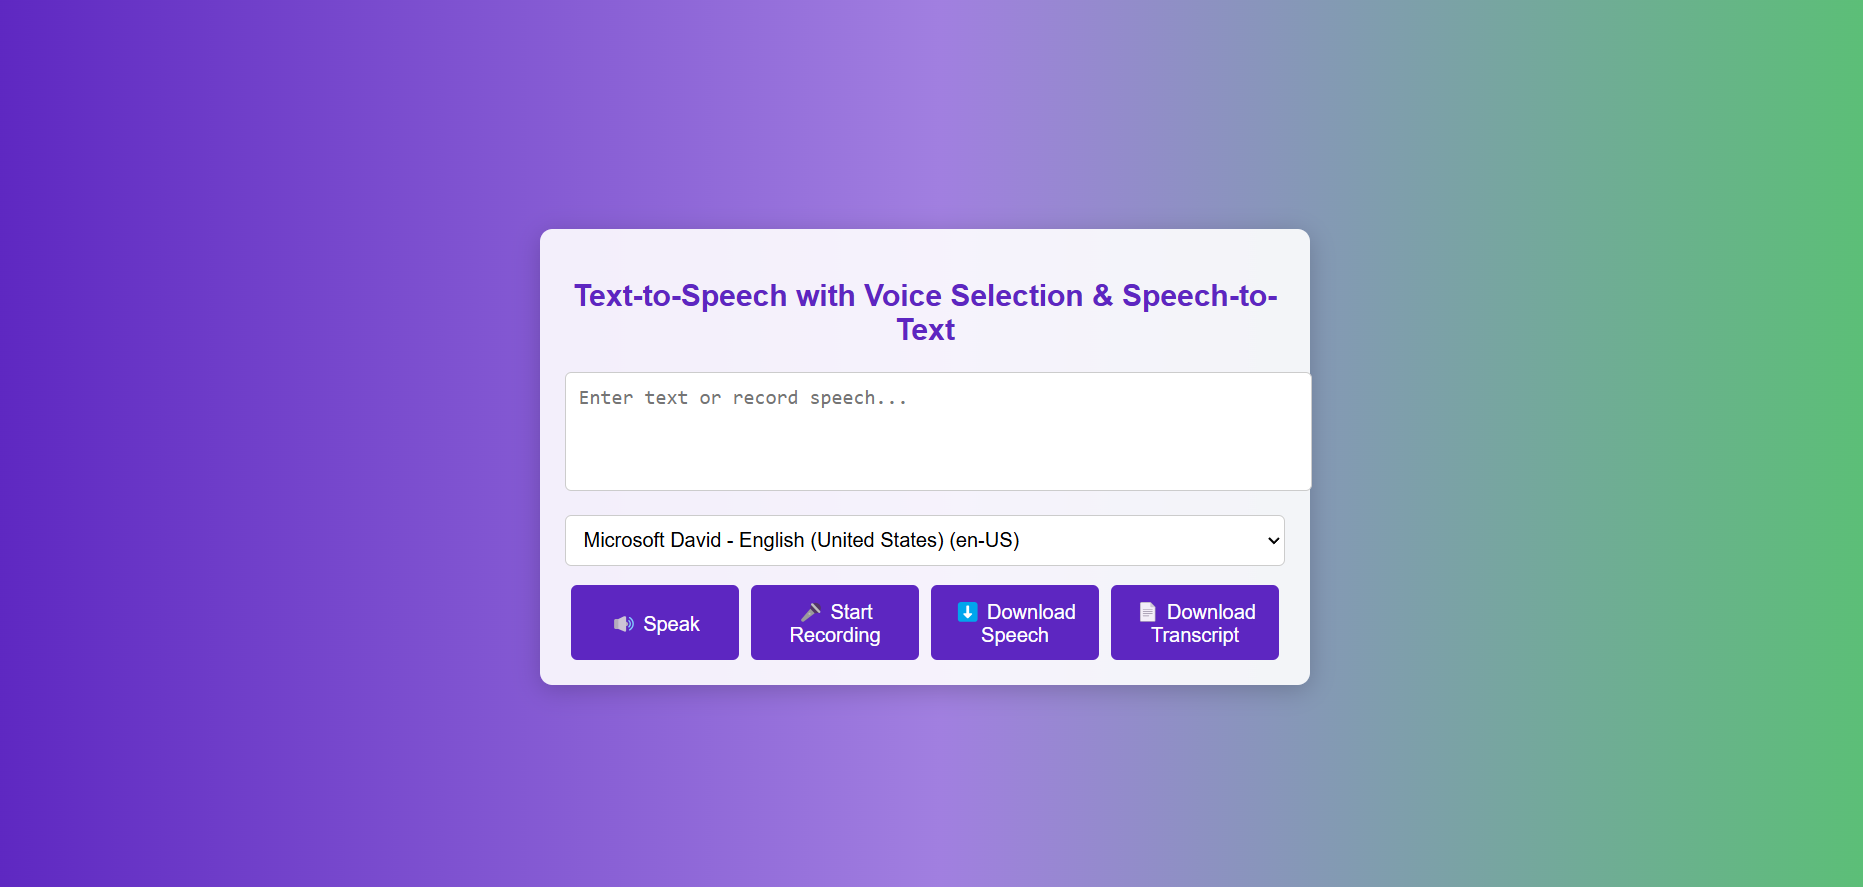 Text-to-Speech with Voice Selection & Speech-to-
Text
Enter text or record speech...
Microsoft David - English (United States) (en-US)
🔊 Speak
🎤 Start
Recording
⬇️ Download
Speech
📄 Download
Transcript